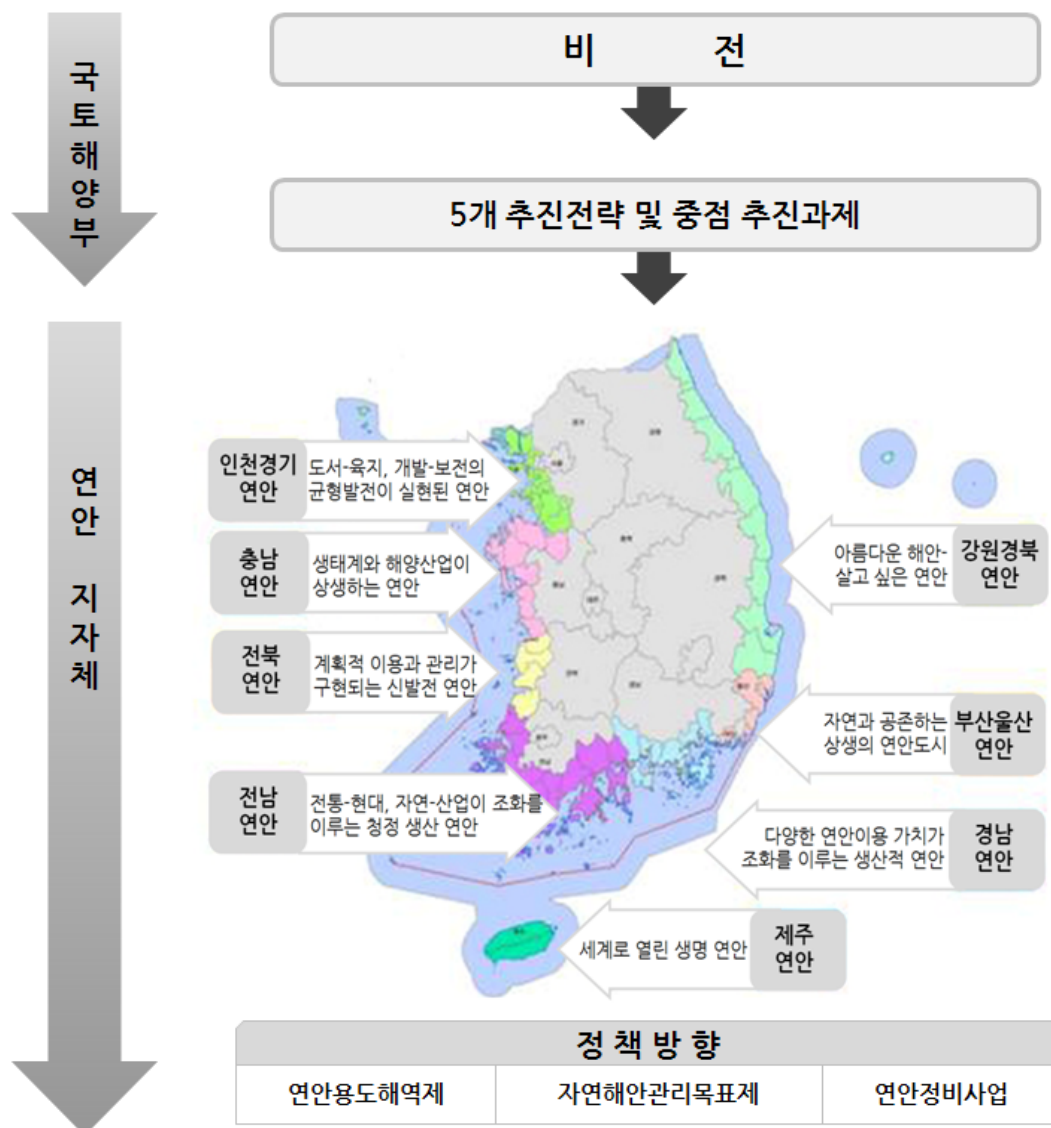 국토해양부
비 전
5개 추진전략 및 중점 추진과제
연안 지자체
인천경기
연안
도서-육지, 개발-보전의
균형발전이 실현된 연안
충남
연안
생태계와 해양산업이
상생하는 연안
전북
연안
계획적 이용과 관리가
구현되는 신발전 연안
전남
연안
전통-현대, 자연-산업이 조화를
이루는 청정 생산 연안
아름다운 해안-
살고 싶은 연안
강원경북
연안
자연과 공존하는
상생의 연안도시
부산울산
연안
다양한 연안이용 가치가
조화를 이루는 생산적 연안
경남
연안
세계로 열린 생명 연안
제주
연안
정 책 방 향
연안용도해역제
자연해안관리목표제
연안정비사업